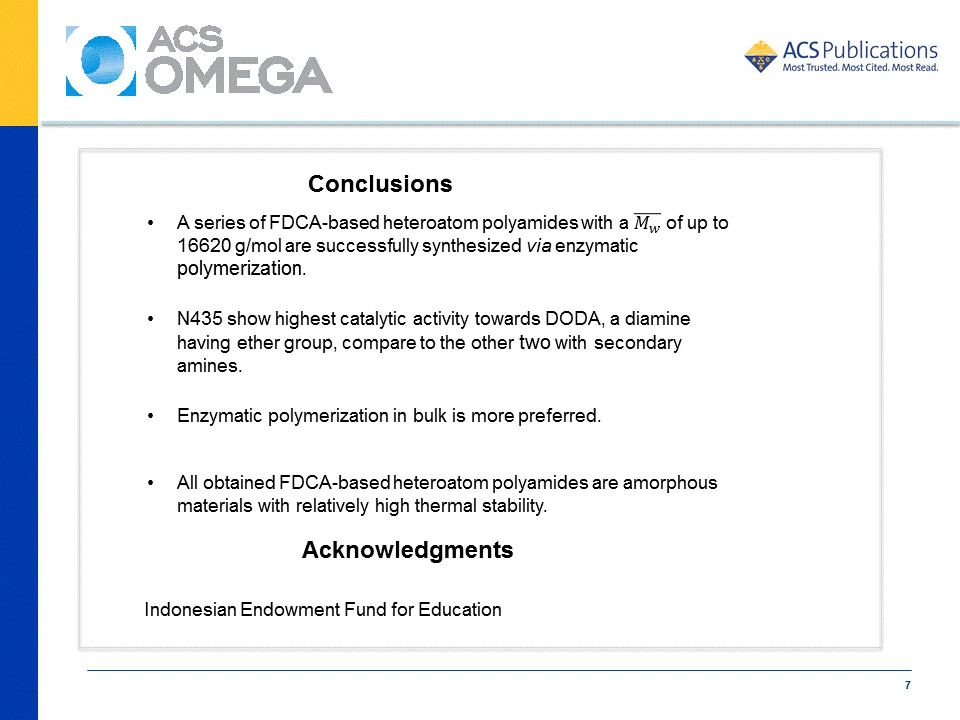 ACS
OMEGA
ACS Publications
Most Trusted. Most Cited. Most Read.
Conclusions
• A series of FDCA-based heteroatom polyamides with a $\overline{M_w}$ of up to
16620 g/mol are successfully synthesized via enzymatic
polymerization.
• N435 show highest catalytic activity towards DODA, a diamine
having ether group, compare to the other two with secondary
amines.
• Enzymatic polymerization in bulk is more preferred.
• All obtained FDCA-based heteroatom polyamides are amorphous
materials with relatively high thermal stability.
Acknowledgments
Indonesian Endowment Fund for Education
7